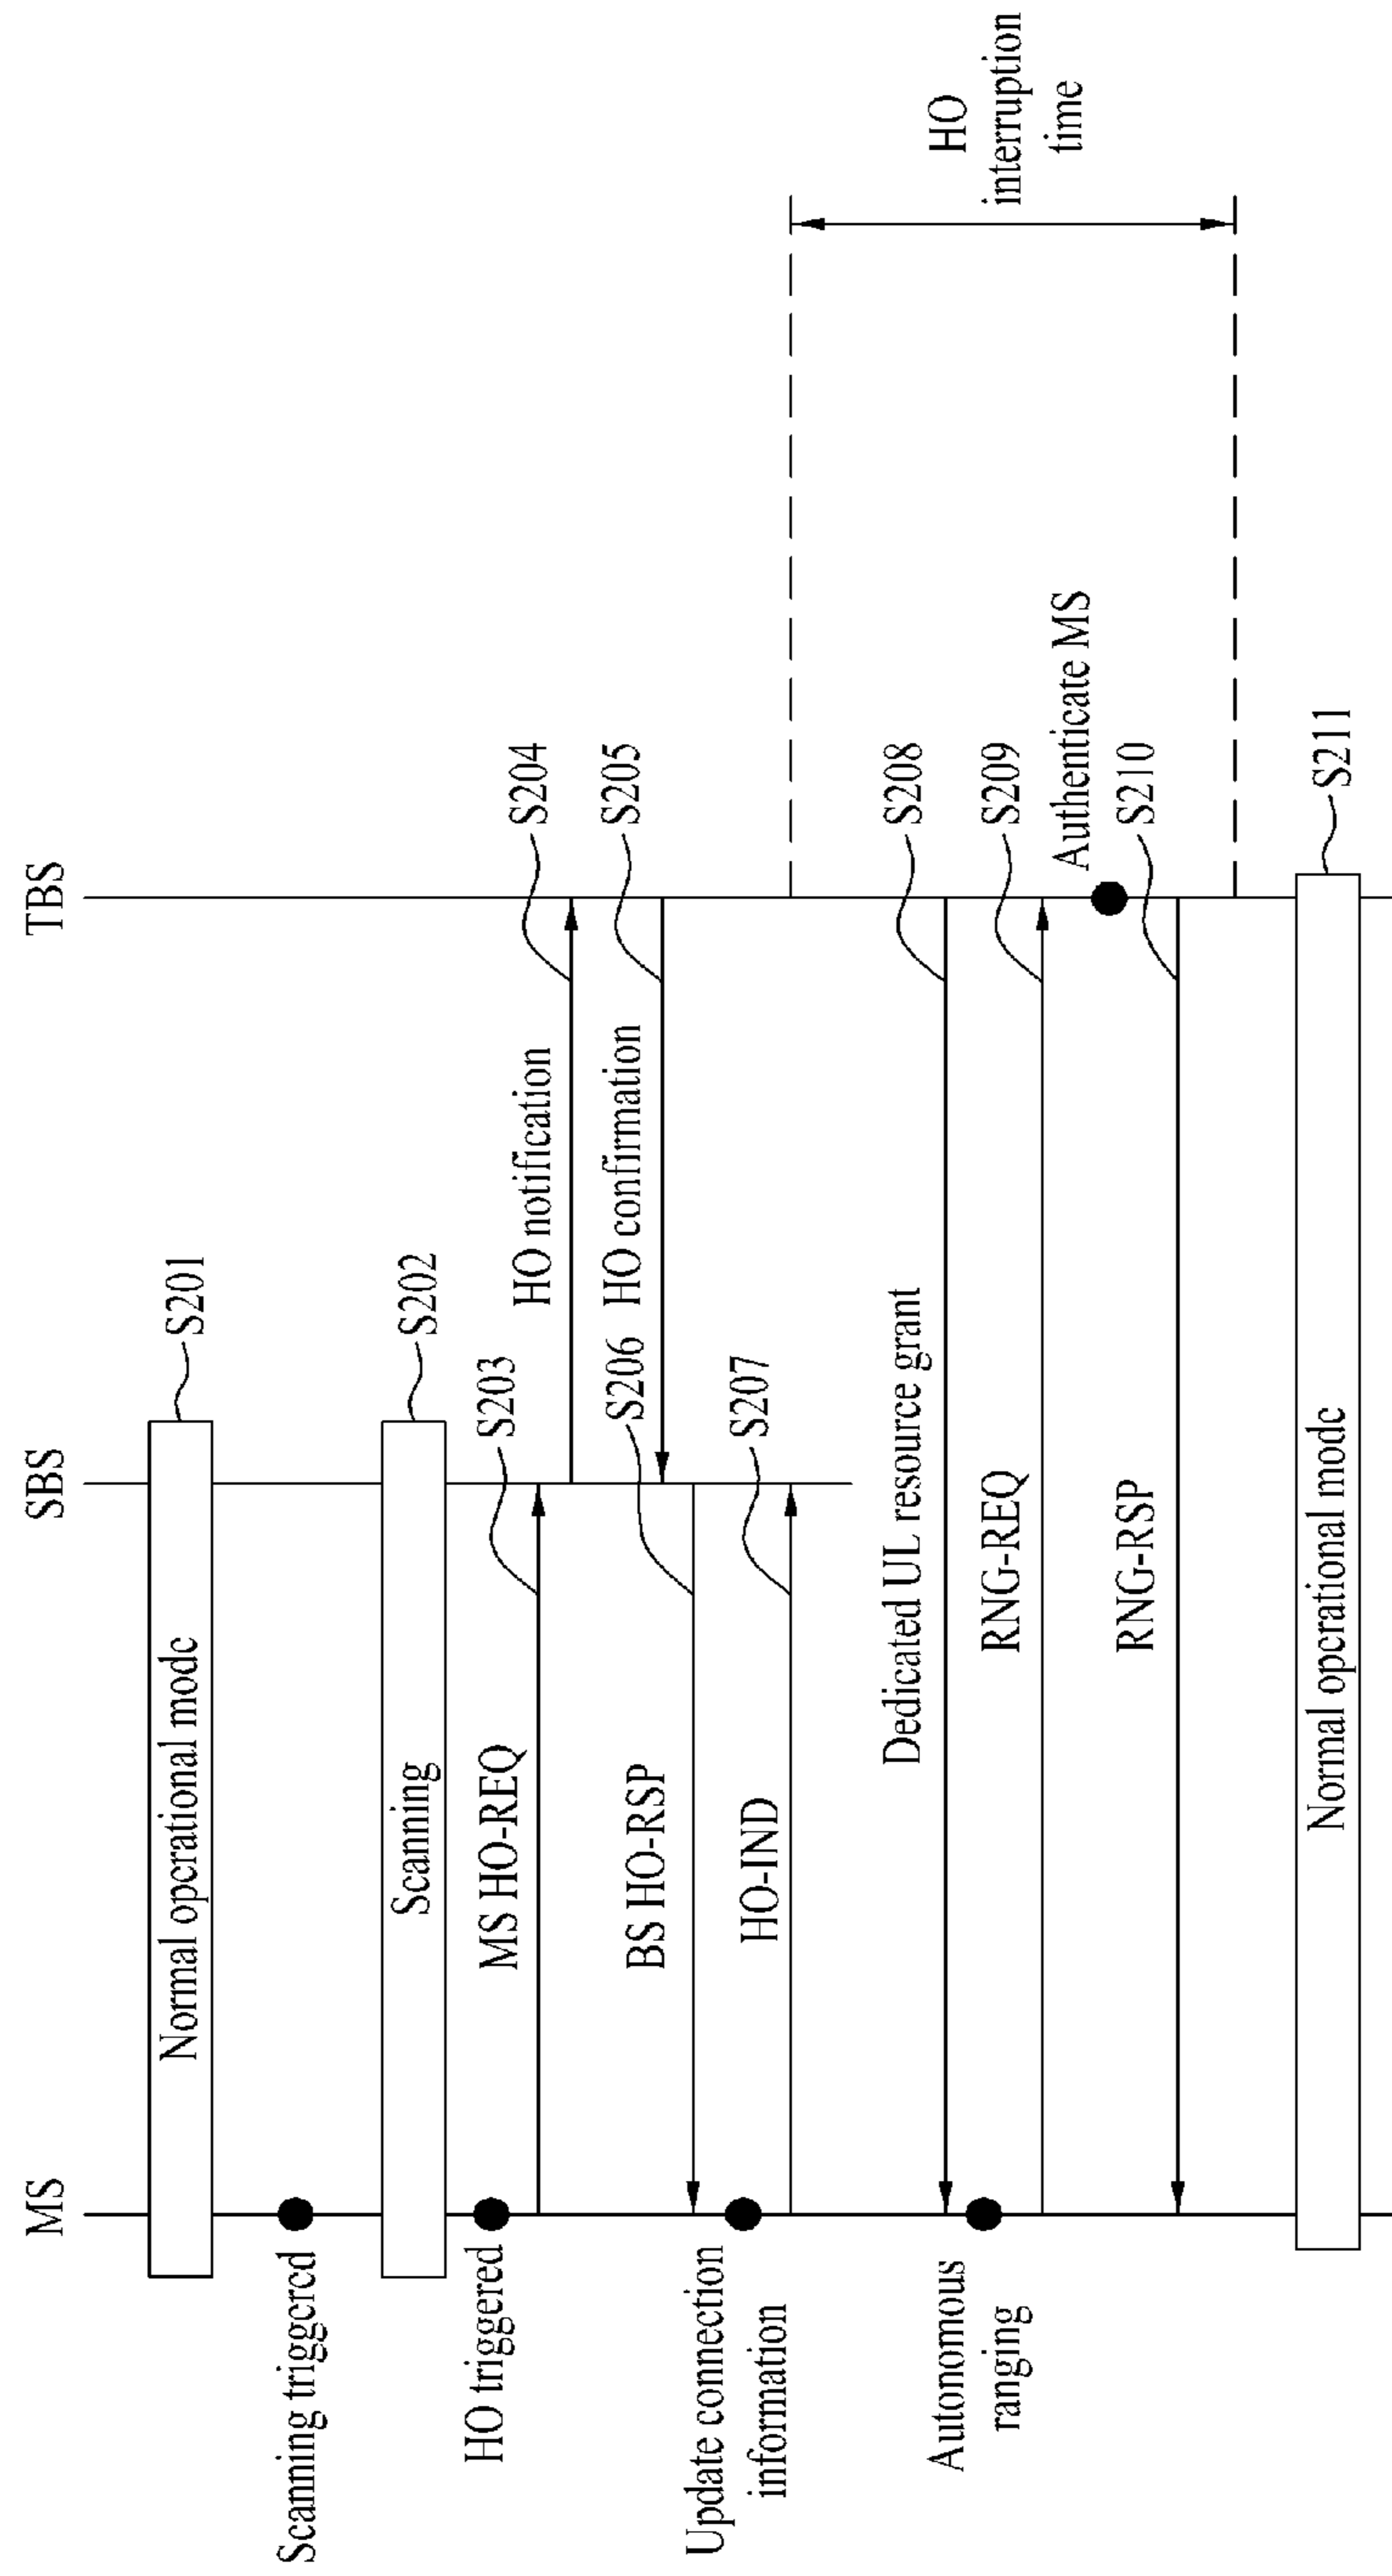 MS
SBS
TBS
Normal operational mode
S201
Scanning triggered
Scanning
S202
HO triggered
MS HO-REQ
S203
HO notification
S204
HO confirmation
S205
BS HO-RSP
S206
Update connection
information
HO-IND
S207
HO
interruption
time
Dedicated UL resource grant
S208
Autonomous
ranging
RNG-REQ
S209
Authenticate MS
RNG-RSP
S210
Normal operational mode
S211